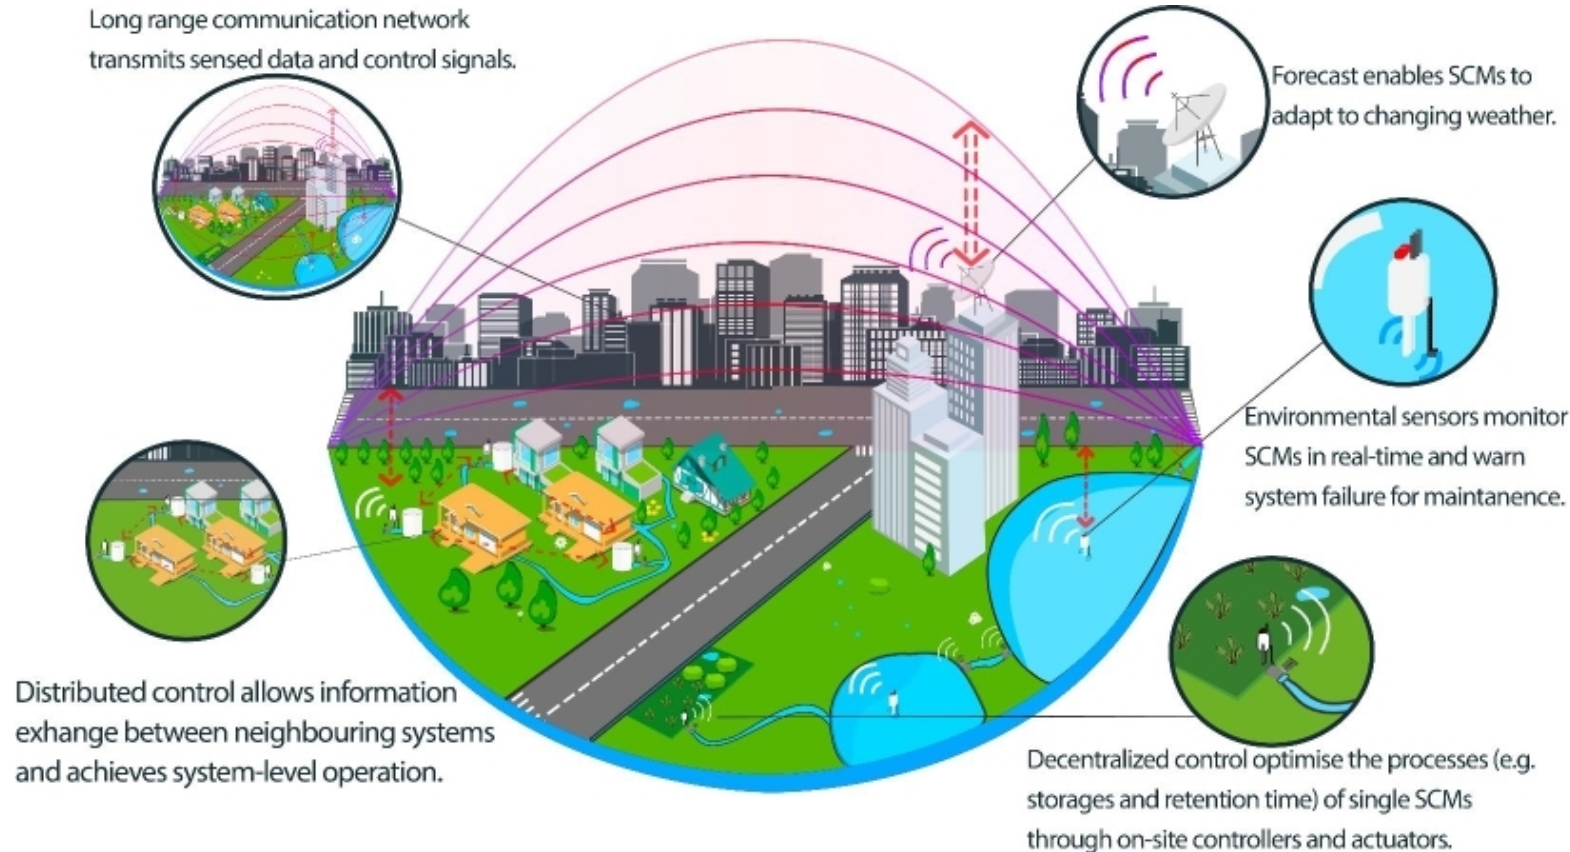 Long range communication network
transmits sensed data and control signals.
Forecast enables SCMs to
adapt to changing weather.
Environmental sensors monitor
SCMs in real-time and warn
system failure for maintanence.
Distributed control allows information
exhange between neighbouring systems
and achieves system-level operation.
Decentralized control optimise the processes (e.g.
storages and retention time) of single SCMs
through on-site controllers and actuators.